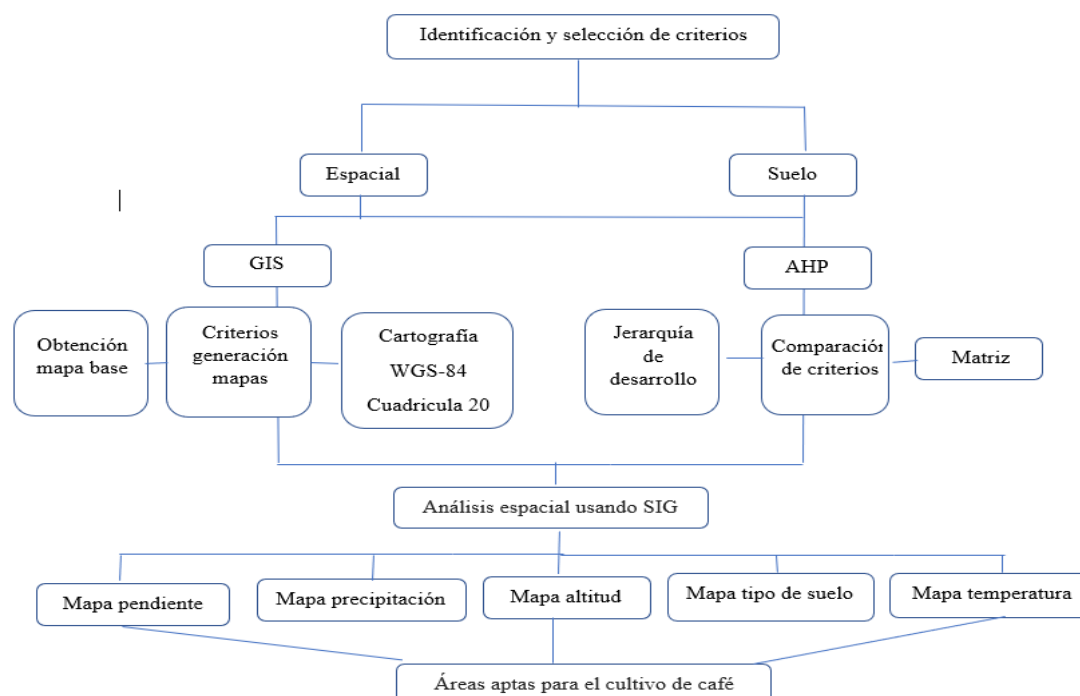 Identificación y selección de criterios
Espacial
Suelo
GIS
AHP
Obtención
mapa base
Criterios
generación
mapas
Cartografía
WGS-84
Cuadricula 20
Jerarquía
de
desarrollo
Comparación
de criterios
Matriz
Análisis espacial usando SIG
Mapa pendiente
Mapa precipitación
Mapa altitud
Mapa tipo de suelo
Mapa temperatura
Áreas aptas para el cultivo de café